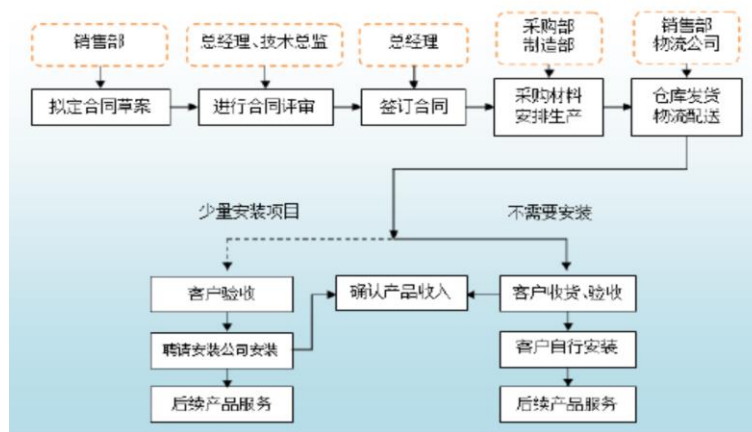 销售部
总经理、技术总监
总经理
采购部
制造部
销售部
物流公司
拟定合同草案
进行合同评审
签订合同
采购材料
安排生产
仓库发货
物流配送
少量安装项目
不需要安装
客户验收
确认产品收入
客户收货、验收
聘请安装公司安装
客户自行安装
后续产品服务
后续产品服务